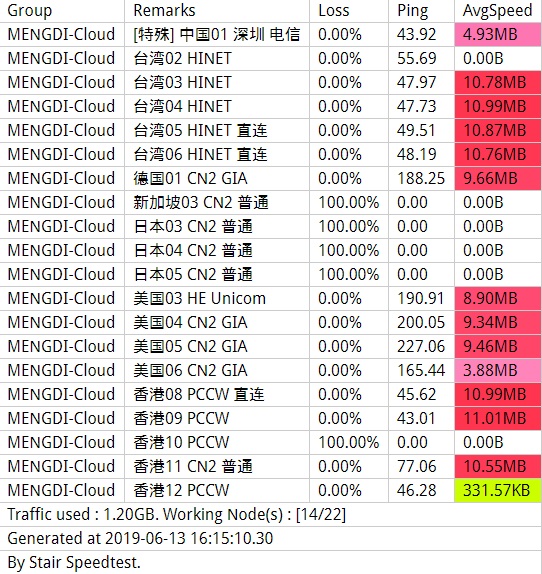 Group Remarks Loss Ping AvgSpeed
MENGDI-Cloud [特殊] 中国01 深圳 电信 0.00% 43.92 4.93MB
MENGDI-Cloud 台湾02 HINET 0.00% 55.69 0.00B
MENGDI-Cloud 台湾03 HINET 0.00% 47.97 10.78MB
MENGDI-Cloud 台湾04 HINET 0.00% 47.73 10.99MB
MENGDI-Cloud 台湾05 HINET 直连 0.00% 49.51 10.87MB
MENGDI-Cloud 台湾06 HINET 直连 0.00% 48.19 10.76MB
MENGDI-Cloud 德国01 CN2 GIA 0.00% 188.25 9.66MB
MENGDI-Cloud 新加坡03 CN2 普通 100.00% 0.00 0.00B
MENGDI-Cloud 日本03 CN2 普通 100.00% 0.00 0.00B
MENGDI-Cloud 日本04 CN2 普通 100.00% 0.00 0.00B
MENGDI-Cloud 日本05 CN2 普通 100.00% 0.00 0.00B
MENGDI-Cloud 美国03 HE Unicom 0.00% 190.91 8.90MB
MENGDI-Cloud 美国04 CN2 GIA 0.00% 200.05 9.34MB
MENGDI-Cloud 美国05 CN2 GIA 0.00% 227.06 9.46MB
MENGDI-Cloud 美国06 CN2 GIA 0.00% 165.44 3.88MB
MENGDI-Cloud 香港08 PCCW 直连 0.00% 45.62 10.99MB
MENGDI-Cloud 香港09 PCCW 0.00% 43.01 11.01MB
MENGDI-Cloud 香港10 PCCW 100.00% 0.00 0.00B
MENGDI-Cloud 香港11 CN2 普通 0.00% 77.06 10.55MB
MENGDI-Cloud 香港12 PCCW 0.00% 46.28 331.57KB
Traffic used : 1.20GB. Working Node(s) : [14/22]
Generated at 2019-06-13 16:15:10.30
By Stair Speedtest.